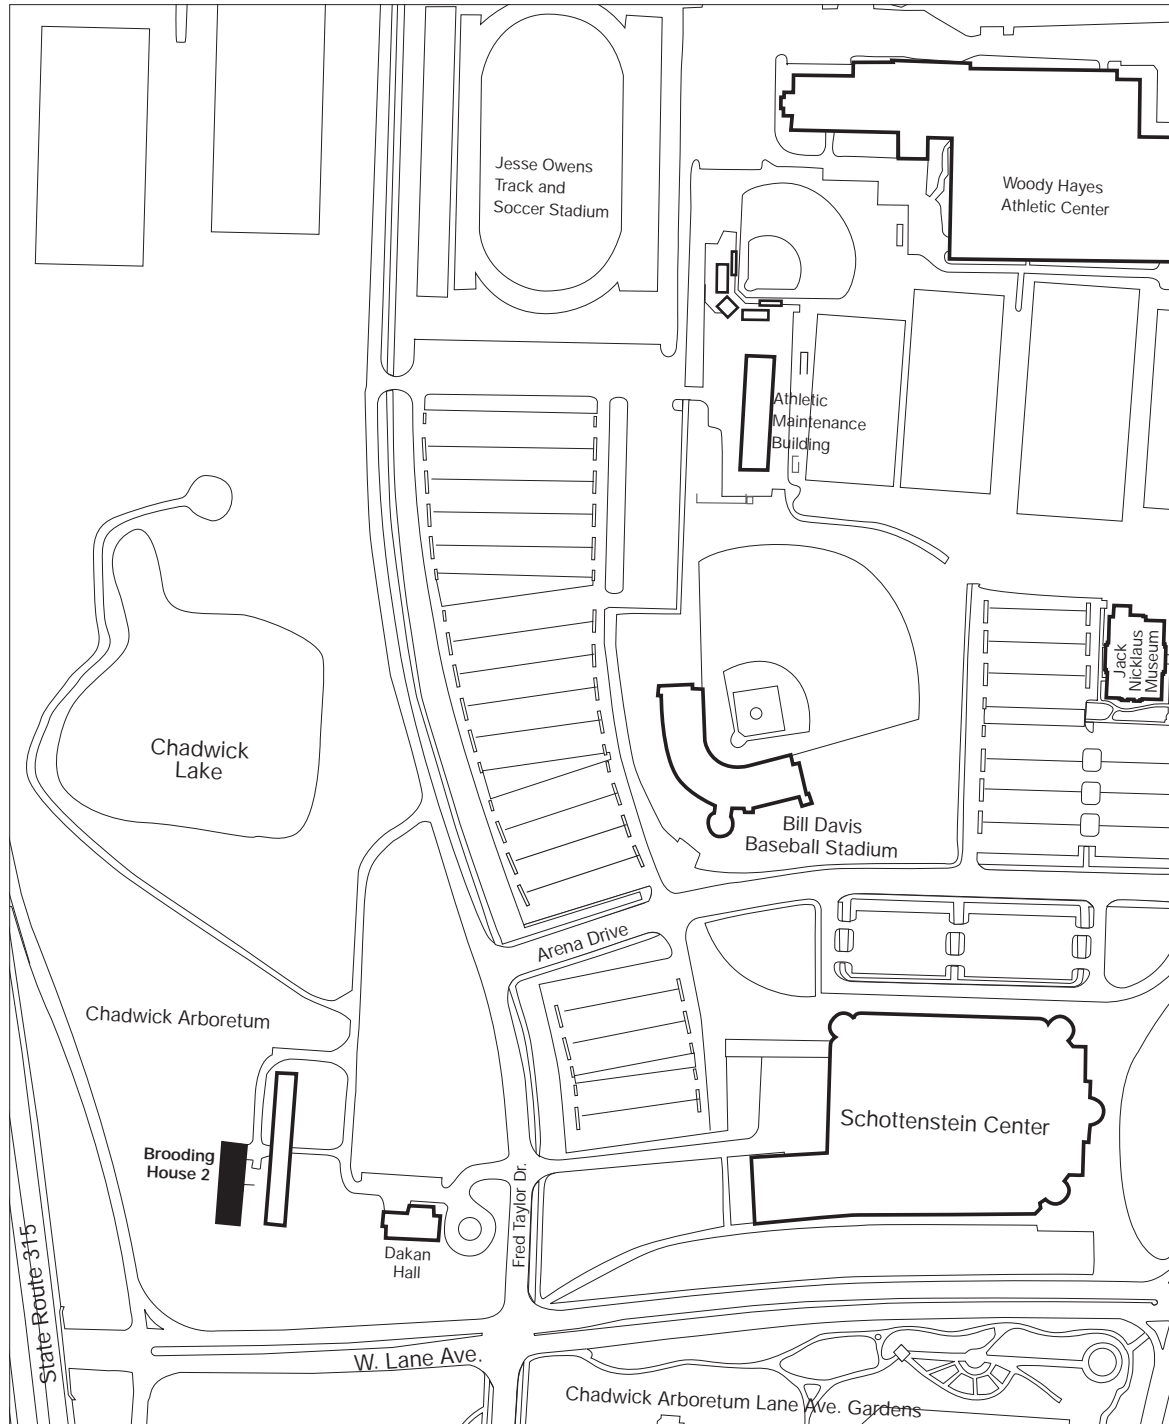 Jesse Owens
Track and
Soccer Stadium
Woody Hayes
Athletic Center
Athletic
Maintenance
Building
Jack
Nicklaus
Museum
Chadwick
Lake
Bill Davis
Baseball Stadium
Arena Drive
Chadwick Arboretum
Schottenstein Center
Brooding
House 2
Fred Taylor Dr.
Dakan
Hall
State Route 315
W. Lane Ave.
Chadwick Arboretum Lane Ave. Gardens